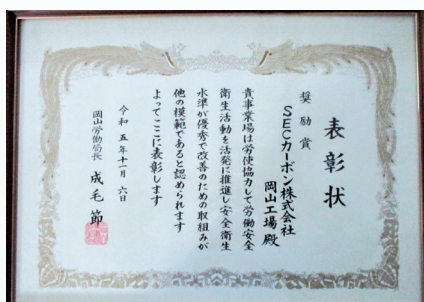 表彰状
奨励賞
SECカーボン株式会社
岡山工場殿
貴事業場は労使協力して労働安全
衛生活動を活発に推進し安全衛生
水準が優秀で改善のための取組みが
他の模範であると認められます
よってここに表彰します
令和五年十一月六日
岡山労働局長 成毛節